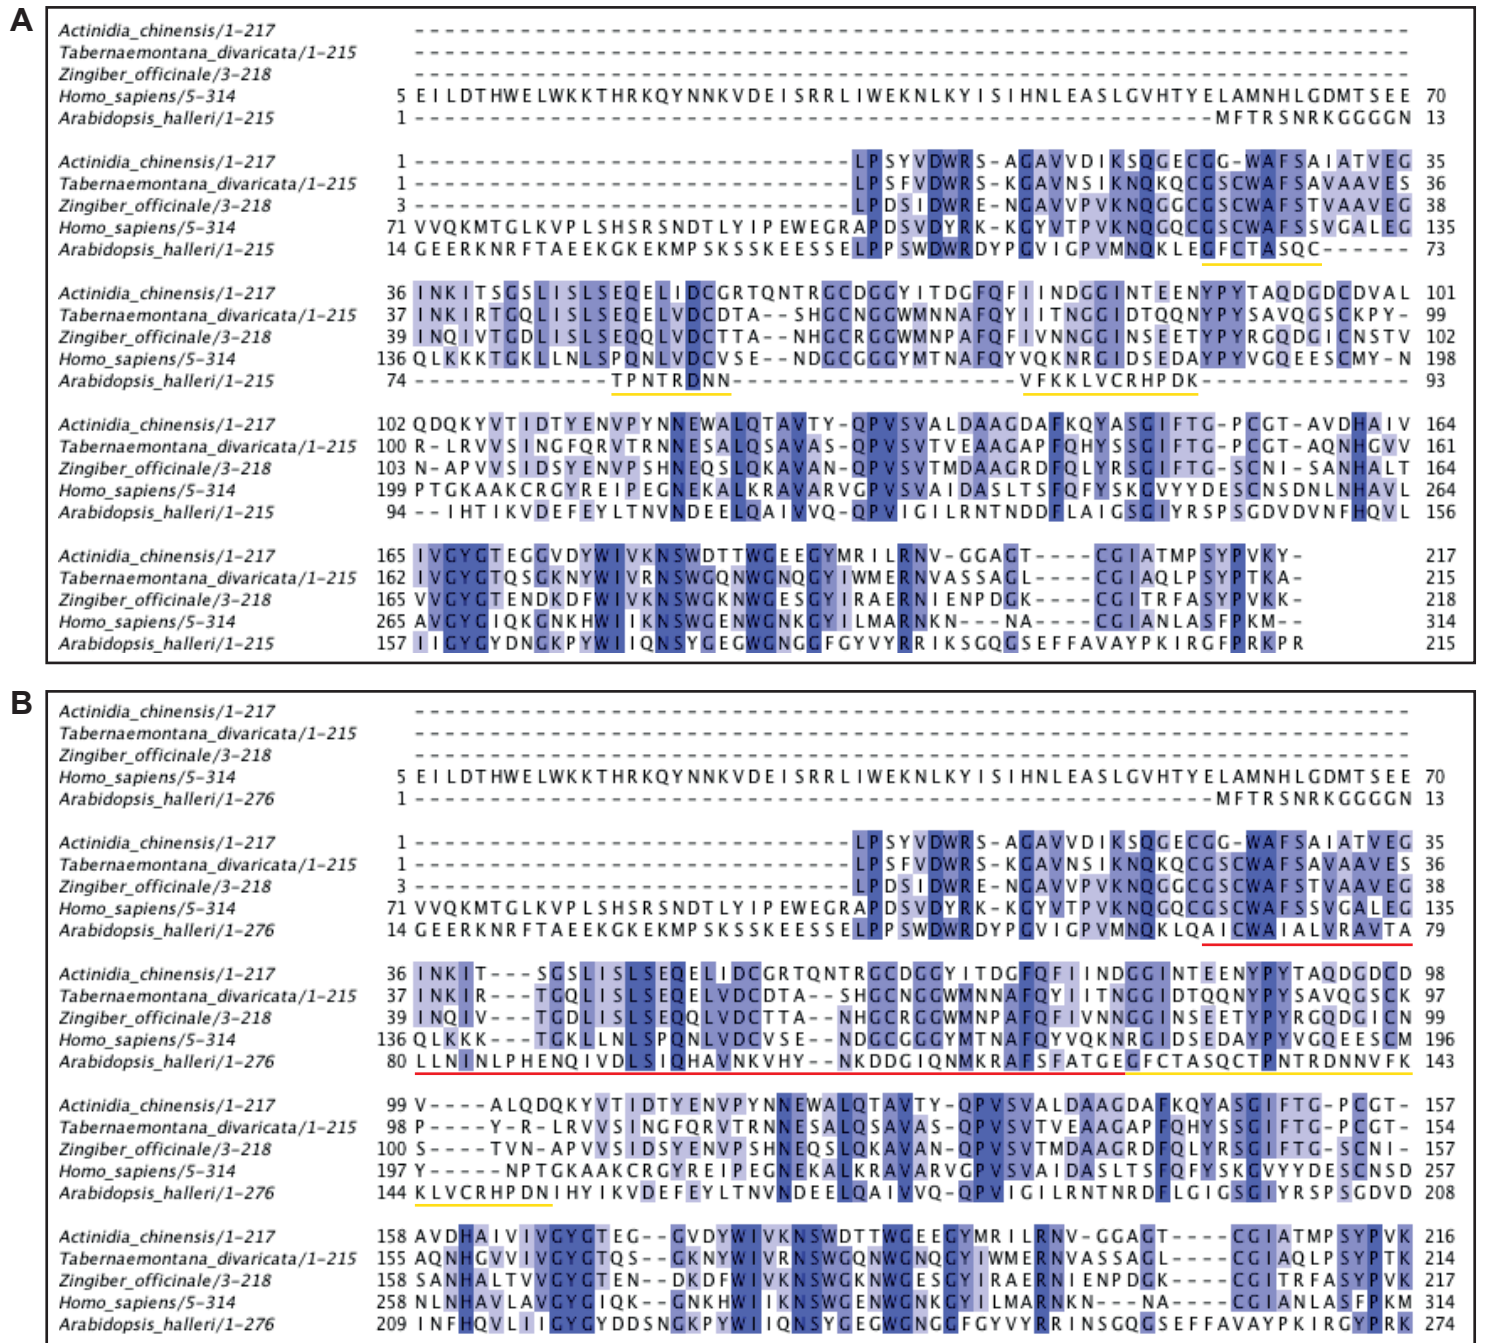 A
Actinidia_chinensis/1-217 ------------------------------------------------------------------
Tabernaemontana_divaricata/1-215 ------------------------------------------------------------------
Zingiber_officinale/3-218 ------------------------------------------------------------------
Homo_sapiens/5-314 5 EILDTHWELWKKTHRKQYNNKVDEISRRLIWEKNLKYISIHNLEASLGVHTYELAMNHLGDMTSEE 70
Arabidopsis_halleri/1-215 1 -----------------------------------------------------MFTRSNRKGGGGN 13
Actinidia_chinensis/1-217 1 -----------------------------LPSYVDWRS-AGAVVDIKSQGECGG-WAFSAIATVEG 35
Tabernaemontana_divaricata/1-215 1 -----------------------------LPSFVDWRS-KGAVNSIKNQKQCGSCWAFSAVAAVES 36
Zingiber_officinale/3-218 3 -----------------------------LPDSIDWRE-NGAVVPVKNQGGCGSCWAFSTVAAVEG 38
Homo_sapiens/5-314 71 VVQKMTGLKVPLSHSRSNDTLYIPEWEGRAPDSVDYRK-KGYVTPVKNQGQCGSCWAFSSVGALEG 135
Arabidopsis_halleri/1-215 14 GEERKNRFTAEEKGKEKMPSKSSKEESSELPPSWDWRDYPGVIGPVMNQKLEGFCTASQC------ 73
Actinidia_chinensis/1-217 36 INKITSGSLISLSEQELIDCGRTQNTRGCDGGYITDGFQFIINDGGINTEENYPYTAQDGDCDVAL 101
Tabernaemontana_divaricata/1-215 37 INKIRTGQLISLSEQELVDCDTA--SHGCNGGWMNNAFQYIITNGGIDTQQNYPYSAVQGSCKPY- 99
Zingiber_officinale/3-218 39 INQIVTGDLISLSEQQLVDCTTA--NHGCRGGWMNPAFQFIVNNGGINSEETYPYRGQDGICNSTV 102
Homo_sapiens/5-314 136 QLKKKTGKLLNLSPQNLVDCVSE--NDGCGGGYMTNAFQYVQKNRGIDSEDAYPYVGQEESCMY-N 198
Arabidopsis_halleri/1-215 74 -------------TPNTRDNN-------------------VFKKLVCRHPDK-------------- 93
Actinidia_chinensis/1-217 102 QDQKYVTIDTYENVPYNNEWALQTAVTY-QPVSVALDAAGDAFKQYASGIFTG-PCGT-AVDHAIV 164
Tabernaemontana_divaricata/1-215 100 R-LRVVSINGFQRVTRNNESALQSAVAS-QPVSVTVEAAGAPFQHYSSGIFTG-PCGT-AQNHGVV 161
Zingiber_officinale/3-218 103 N-APVVSIDSYENVPSHNEQSLQKAVAN-QPVSVTMDAAGRDFQLYRSGIFTG-SCNI-SANHALT 164
Homo_sapiens/5-314 199 PTGKAAKCRGYREIPEGNEKALKRAVARVGPVSVAIDASLTSFQFYSKGVYYDESCNSDNLNHAVL 264
Arabidopsis_halleri/1-215 94 --IHTIKVDEFEYLTNVNDEELQAIVVQ-QPVIGILRNTNDDFLAIGSGIYRSPSGDVDVNFHQVL 156
Actinidia_chinensis/1-217 165 IVGYGTEGGVDYWIVKNSWDTTWGEEGYMRILRNV-GGAGT----CGIATMPSYPVKY- 217
Tabernaemontana_divaricata/1-215 162 IVGYGTQSGKNYWIVRNSWGQNWGNQGYIWMERNVASSAGL----CGIAQLPSYPTKA- 215
Zingiber_officinale/3-218 165 VVGYGTENDKDFWIVKNSWGKNWGESGYIRAERNIENPDGK----CGITRFASYPVKK- 218
Homo_sapiens/5-314 265 AVGYGIQKGNKHWIIKNSWGENWGNKGYILMARNKN---NA----CGIANLASFPKM-- 314
Arabidopsis_halleri/1-215 157 IIGYGYDNGKPYWIIQNSYGEGWGNGGFGYVYRRIKSGQGSEFFAVAYPKIRGFPRKPR 215
B
Actinidia_chinensis/1-217 ------------------------------------------------------------------
Tabernaemontana_divaricata/1-215 ------------------------------------------------------------------
Zingiber_officinale/3-218 ------------------------------------------------------------------
Homo_sapiens/5-314 5 EILDTHWELWKKTHRKQYNNKVDEISRRLIWEKNLKYISIHNLEASLGVHTYELAMNHLGDMTSEE 70
Arabidopsis_halleri/1-276 1 -----------------------------------------------------MFTRSNRKGGGGN 13
Actinidia_chinensis/1-217 1 -----------------------------LPSYVDWRS-AGAVVDIKSQGECGG-WAFSAIATVEG 35
Tabernaemontana_divaricata/1-215 1 -----------------------------LPSFVDWRS-KGAVNSIKNQKQCGSCWAFSAVAAVES 36
Zingiber_officinale/3-218 3 -----------------------------LPDSIDWRE-NGAVVPVKNQGGCGSCWAFSTVAAVEG 38
Homo_sapiens/5-314 71 VVQKMTGLKVPLSHSRSNDTLYIPEWEGRAPDSVDYRK-KGYVTPVKNQGQCGSCWAFSSVGALEG 135
Arabidopsis_halleri/1-276 14 GEERKNRFTAEEKGKEKMPSKSSKEESSELPPSWDWRDYPGVIGPVMNQKLQAICWAIALVRAVTA 79
Actinidia_chinensis/1-217 36 INKIT---SGSLISLSEQELIDCGRTQNTRGCDGGYITDGFQFIINDGGINTEENYPYTAQDGDCD 98
Tabernaemontana_divaricata/1-215 37 INKIR---TGQLISLSEQELVDCDTA--SHGCNGGWMNNAFQYIITNGGIDTQQNYPYSAVQGSCK 97
Zingiber_officinale/3-218 39 INQIV---TGDLISLSEQQLVDCTTA--NHGCRGGWMNPAFQFIVNNGGINSEETYPYRGQDGICN 99
Homo_sapiens/5-314 136 QLKKK---TGKLLNLSPQNLVDCVSE--NDGCGGGYMTNAFQYVQKNRGIDSEDAYPYVGQEESCM 196
Arabidopsis_halleri/1-276 80 LLNINLPHENQIVDLSIQHAVNKVHY--NKDDGIQNMKRAFSFATGEGFCTASQCTPNTRDNNVFK 143
Actinidia_chinensis/1-217 99 V----ALQDQKYVTIDTYENVPYNNEWALQTAVTY-QPVSVALDAAGDAFKQYASGIFTG-PCGT- 157
Tabernaemontana_divaricata/1-215 98 P----Y-R-LRVVSINGFQRVTRNNESALQSAVAS-QPVSVTVEAAGAPFQHYSSGIFTG-PCGT- 154
Zingiber_officinale/3-218 100 S----TVN-APVVSIDSYENVPSHNEQSLQKAVAN-QPVSVTMDAAGRDFQLYRSGIFTG-SCNI- 157
Homo_sapiens/5-314 197 Y-----NPTGKAAKCRGYREIPEGNEKALKRAVARVGPVSVAIDASLTSFQFYSKGVYYDESCNSD 257
Arabidopsis_halleri/1-276 144 KLVCRHPDNIHYIKVDEFEYLTNVNDEELQAIVVQ-QPVIGILRNTNRDFLGIGSGIYRSPSGDVD 208
Actinidia_chinensis/1-217 158 AVDHAIVIVGYGTEG--GVDYWIVKNSWDTTWGEEGYMRILRNV-GGAGT----CGIATMPSYPVK 216
Tabernaemontana_divaricata/1-215 155 AQNHGVVIVGYGTQS--GKNYWIVRNSWGQNWGNQGYIWMERNVASSAGL----CGIAQLPSYPTK 214
Zingiber_officinale/3-218 158 SANHALTVVGYGTEN--DKDFWIVKNSWGKNWGESGYIRAERNIENPDGK----CGITRFASYPVK 217
Homo_sapiens/5-314 258 NLNHAVLAVGYGIQK--GNKHWIIKNSWGENWGNKGYILMARNKN---NA----CGIANLASFPKM 314
Arabidopsis_halleri/1-276 209 INFHQVLIIGYGYDDSNGKPYWIIQNSYGEGWGNGGFGYVYRRINSGQGSEFFAVAYPKIRGYPRK 274